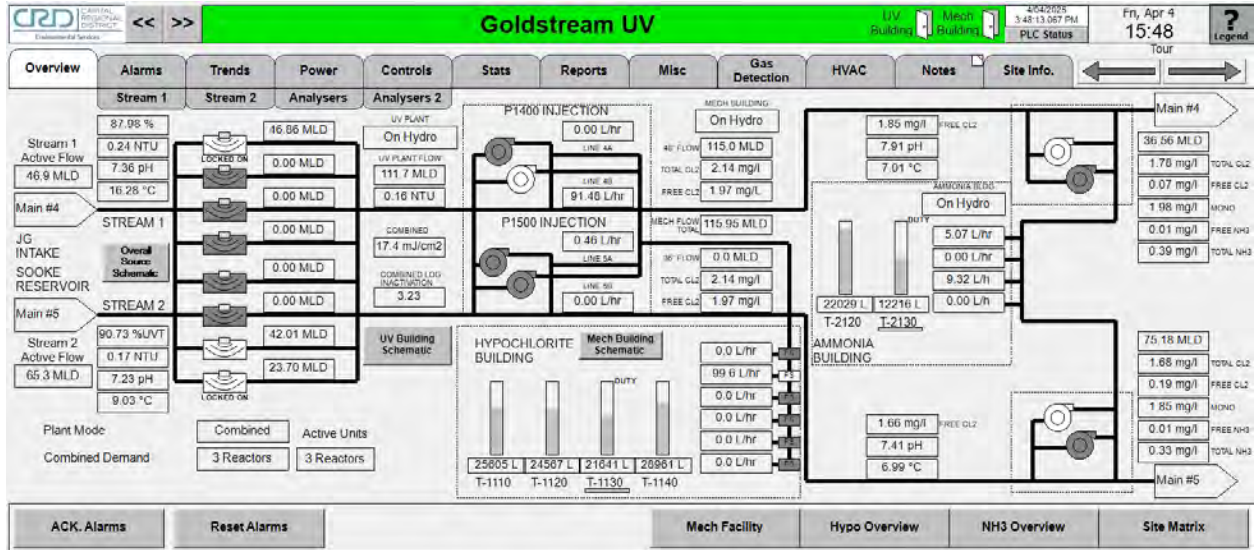 CRD
CAPITAL REGIONAL DISTRICT
Environmental Services
<< >>
Goldstream UV
UV Building
Mech Building
4/04/2025
3:48:13.067 PM
PLC Status
Fri, Apr 4
15:48
?
Legend
Tour
Overview Alarms Trends Power Controls Stats Reports Misc Gas Detection HVAC Notes Site Info.
Stream 1 Stream 2 Analysers Analysers 2
Stream 1
Active Flow
46.9 MLD
87.98 %
0.24 NTU
7.36 pH
16.28 °C
Main #4
STREAM 1
JG
INTAKE
SOOKE
RESERVOIR
Overall
Source
Schematic
Main #5
STREAM 2
Stream 2
Active Flow
65.3 MLD
90.73 %UVT
0.17 NTU
7.23 pH
9.03 °C
LOCKED ON
46.86 MLD
0.00 MLD
0.00 MLD
0.00 MLD
0.00 MLD
0.00 MLD
42.01 MLD
23.70 MLD
LOCKED ON
Plant Mode
Combined
Combined Demand
3 Reactors
Active Units
3 Reactors
UV PLANT
On Hydro
UV PLANT FLOW
111.7 MLD
0.16 NTU
COMBINED
17.4 mJ/cm2
COMBINED LOG
INACTIVATION
3.23
UV Building
Schematic
P1400 INJECTION
0.00 L/hr
LINE 4A
LINE 4B
91.46 L/hr
P1500 INJECTION
0.46 L/hr
LINE 5A
LINE 5B
0.00 L/hr
MECH BUILDING
On Hydro
48" FLOW 115.0 MLD
TOTAL CL2 2.14 mg/l
FREE CL2 1.97 mg/L
MECH FLOW TOTAL 115.95 MLD
36" FLOW 0.0 MLD
TOTAL CL2 2.14 mg/l
FREE CL2 1.97 mg/l
HYPOCHLORITE
BUILDING
Mech Building
Schematic
DUTY
0.0 L/hr
99.6 L/hr
0.0 L/hr
0.0 L/hr
0.0 L/hr
0.0 L/hr
25605 L 24567 L 21641 L 28961 L
T-1110 T-1120 T-1130 T-1140
1.85 mg/l FREE CL2
7.91 pH
7.01 °C
AMMONIA BLDG
On Hydro
DUTY
5.07 L/hr
0.00 L/hr
9.32 L/h
0.00 L/h
22029 L 12216 L
T-2120 T-2130
AMMONIA
BUILDING
1.66 mg/l FREE CL2
7.41 pH
6.99 °C
Main #4
36.56 MLD
1.78 mg/l TOTAL CL2
0.07 mg/l FREE CL2
1.98 mg/l MONO
0.01 mg/l FREE NH3
0.39 mg/l TOTAL NH3
75.18 MLD
1.68 mg/l TOTAL CL2
0.19 mg/l FREE CL2
1.85 mg/l MONO
0.01 mg/l FREE NH3
0.33 mg/l TOTAL NH3
Main #5
ACK. Alarms Reset Alarms Mech Facility Hypo Overview NH3 Overview Site Matrix